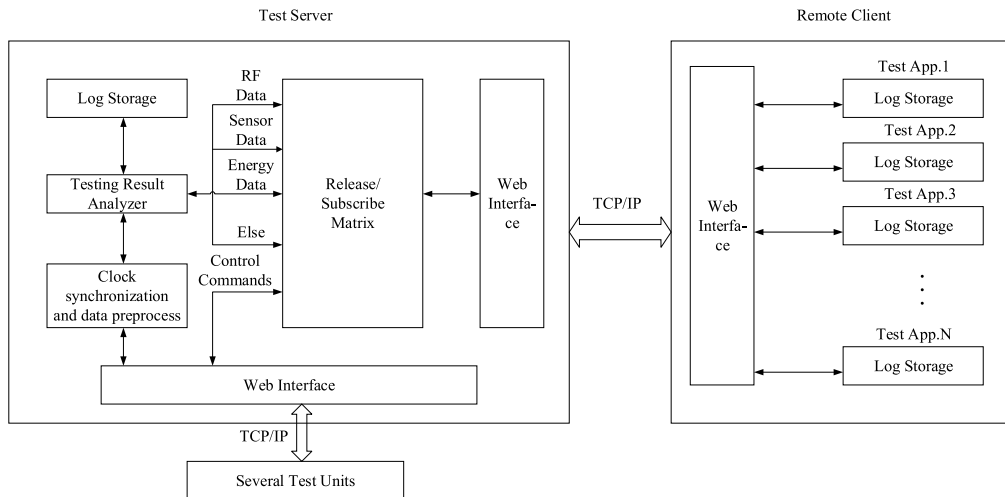 Test Server
Remote Client
Log Storage
Testing Result
Analyzer
Clock
synchronization
and data preprocess
RF
Data
Sensor
Data
Energy
Data
Else
Control
Commands
Release/
Subscribe
Matrix
Web
Interfa-
ce
Web Interface
TCP/IP
Several Test Units
TCP/IP
Web
Interfa-
ce
Test App.1
Log Storage
Test App.2
Log Storage
Test App.3
Log Storage
Test App.N
Log Storage